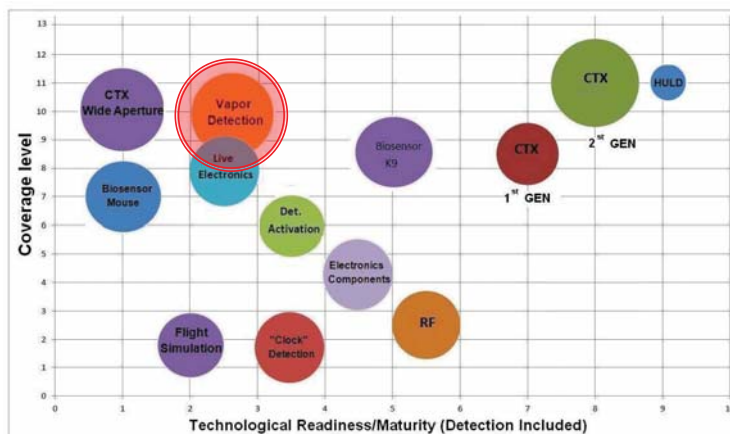 13
12
11
10
9
8
7
6
5
4
3
2
1
0
Coverage level
CTX
Wide Aperture
Vapor
Detection
Live
Electronics
Biosensor
Mouse
Det.
Activation
Electronics
Components
Flight
Simulation
"Clock"
Detection
RF
Biosensor
K9
CTX
1st GEN
CTX
2st GEN
HULD
0 1 2 3 4 5 6 7 8 9 1
Technological Readiness/Maturity (Detection Included)